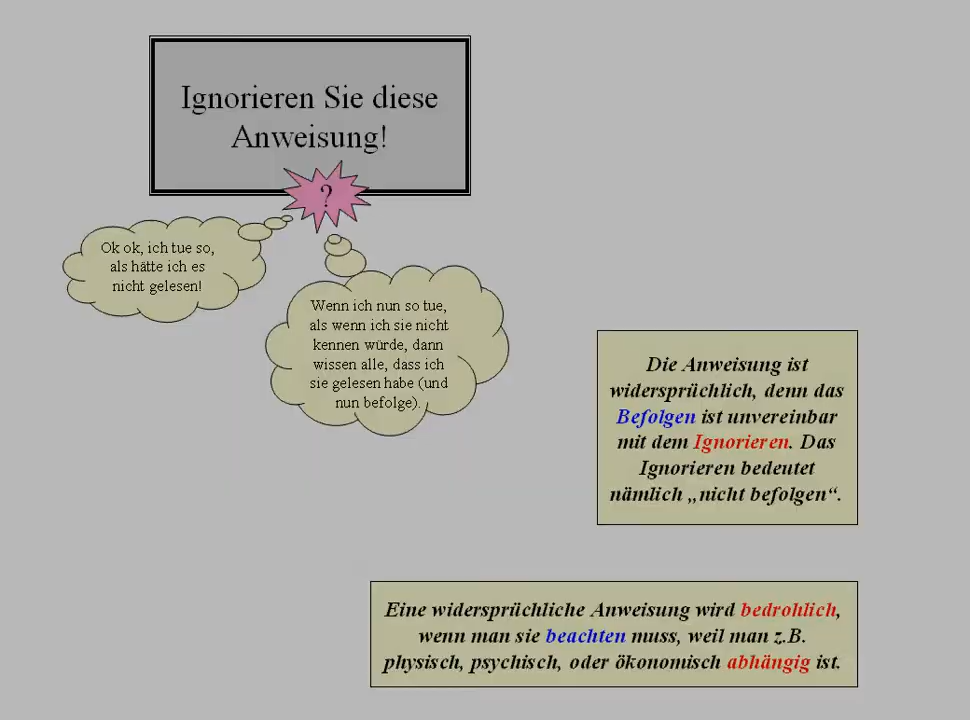 Ignorieren Sie diese
Anweisung!
?
Ok ok, ich tue so,
als hätte ich es
nicht gelesen!
Wenn ich nun so tue,
als wenn ich sie nicht
kennen würde, dann
wissen alle, dass ich
sie gelesen habe (und
nun befolge).
Die Anweisung ist
widersprüchlich, denn das
Befolgen ist unvereinbar
mit dem Ignorieren. Das
Ignorieren bedeutet
nämlich „nicht befolgen“.
Eine widersprüchliche Anweisung wird bedrohlich,
wenn man sie beachten muss, weil man z.B.
physisch, psychisch, oder ökonomisch abhängig ist.